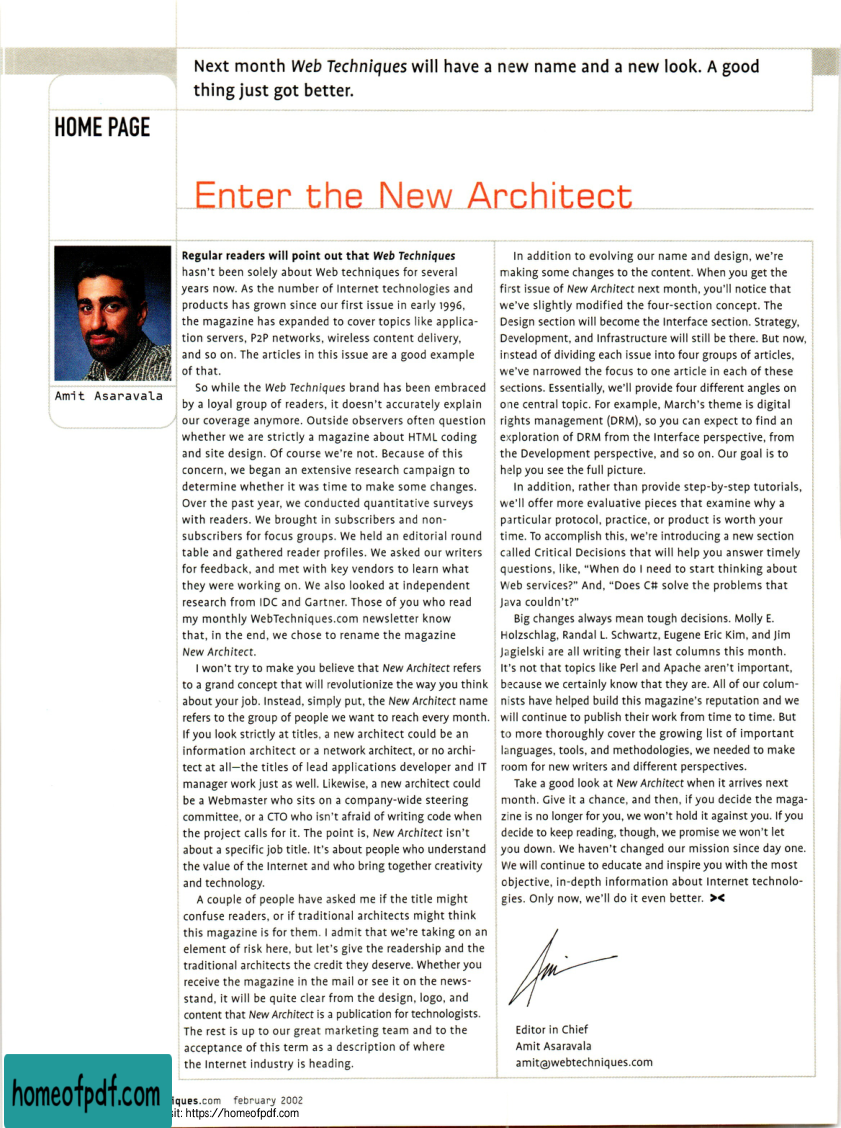 Next month Web Techniques will have a new name and a new look. A good
thing just got better.
HOME PAGE
Enter the New Architect
Amit Asaravala
Regular readers will point out that Web Techniques
hasn't been solely about Web techniques for several
years now. As the number of Internet technologies and
products has grown since our first issue in early 1996,
the magazine has expanded to cover topics like applica-
tion servers, P2P networks, wireless content delivery,
and so on. The articles in this issue are a good example
of that.
So while the Web Techniques brand has been embraced
by a loyal group of readers, it doesn't accurately explain
our coverage anymore. Outside observers often question
whether we are strictly a magazine about HTML coding
and site design. Of course we're not. Because of this
concern, we began an extensive research campaign to
determine whether it was time to make some changes.
Over the past year, we conducted quantitative surveys
with readers. We brought in subscribers and non-
subscribers for focus groups. We held an editorial round
table and gathered reader profiles. We asked our writers
for feedback, and met with key vendors to learn what
they were working on. We also looked at independent
research from IDC and Gartner. Those of you who read
my monthly WebTechniques.com newsletter know
that, in the end, we chose to rename the magazine
New Architect.
I won't try to make you believe that New Architect refers
to a grand concept that will revolutionize the way you think
about your job. Instead, simply put, the New Architect name
refers to the group of people we want to reach every month.
If you look strictly at titles, a new architect could be an
information architect or a network architect, or no archi-
tect at all—the titles of lead applications developer and IT
manager work just as well. Likewise, a new architect could
be a Webmaster who sits on a company-wide steering
committee, or a CTO who isn't afraid of writing code when
the project calls for it. The point is, New Architect isn't
about a specific job title. It's about people who understand
the value of the Internet and who bring together creativity
and technology.
A couple of people have asked me if the title might
confuse readers, or if traditional architects might think
this magazine is for them. I admit that we're taking on an
element of risk here, but let's give the readership and the
traditional architects the credit they deserve. Whether you
receive the magazine in the mail or see it on the news-
stand, it will be quite clear from the design, logo, and
content that New Architect is a publication for technologists.
The rest is up to our great marketing team and to the
acceptance of this term as a description of where
the Internet industry is heading.
In addition to evolving our name and design, we're
making some changes to the content. When you get the
first issue of New Architect next month, you'll notice that
we've slightly modified the four-section concept. The
Design section will become the Interface section. Strategy,
Development, and Infrastructure will still be there. But now,
instead of dividing each issue into four groups of articles,
we've narrowed the focus to one article in each of these
sections. Essentially, we'll provide four different angles on
one central topic. For example, March's theme is digital
rights management (DRM), so you can expect to find an
exploration of DRM from the Interface perspective, from
the Development perspective, and so on. Our goal is to
help you see the full picture.
In addition, rather than provide step-by-step tutorials,
we'll offer more evaluative pieces that examine why a
particular protocol, practice, or product is worth your
time. To accomplish this, we're introducing a new section
called Critical Decisions that will help you answer timely
questions, like, "When do I need to start thinking about
Web services?" And, "Does C# solve the problems that
Java couldn't?"
Big changes always mean tough decisions. Molly E.
Holzschlag, Randal L. Schwartz, Eugene Eric Kim, and Jim
Jagielski are all writing their last columns this month.
It's not that topics like Perl and Apache aren't important,
because we certainly know that they are. All of our colum-
nists have helped build this magazine's reputation and we
will continue to publish their work from time to time. But
to more thoroughly cover the growing list of important
languages, tools, and methodologies, we needed to make
room for new writers and different perspectives.
Take a good look at New Architect when it arrives next
month. Give it a chance, and then, if you decide the maga-
zine is no longer for you, we won't hold it against you. If you
decide to keep reading, though, we promise we won't let
you down. We haven't changed our mission since day one.
We will continue to educate and inspire you with the most
objective, in-depth information about Internet technolo-
gies. Only now, we'll do it even better.
Editor in Chief
Amit Asaravala
amit@webtechniques.com
homeofpdf.com
iques.com february 2002
sit: https://homeofpdf.com